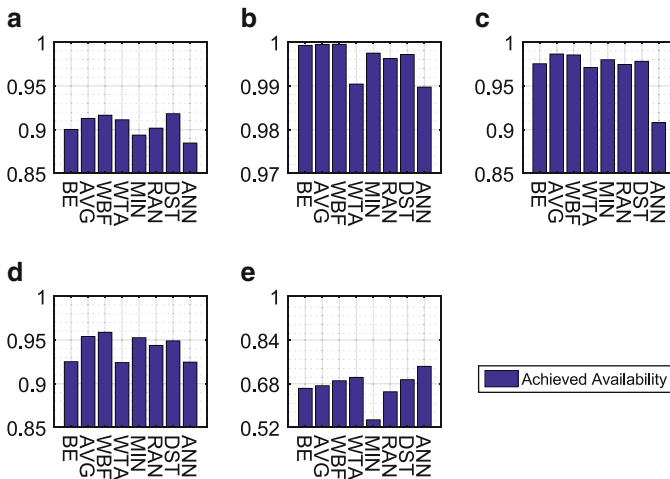 a
1
0.95
0.9
0.85
BE
AVG
WBF
WTA
MIN
RAN
DST
ANN
b
1
0.99
0.98
0.97
BE
AVG
WBF
WTA
MIN
RAN
DST
ANN
c
1
0.95
0.9
0.85
BE
AVG
WBF
WTA
MIN
RAN
DST
ANN
d
1
0.95
0.9
0.85
BE
AVG
WBF
WTA
MIN
RAN
DST
ANN
e
1
0.84
0.68
0.52
BE
AVG
WBF
WTA
MIN
RAN
DST
ANN
Achieved Availability